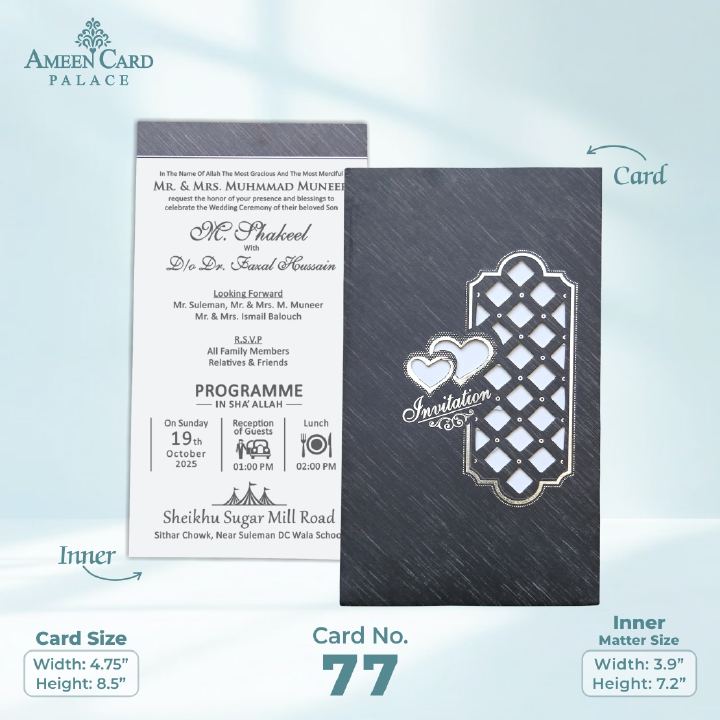 AMEEN CARD
PALACE
Card
In The Name Of Allah The Most Gracious And The Most Merciful
MR. & MRS. MUHMMAD MUNEER
request the honor of your presence and blessings to
celebrate the Wedding Ceremony of their beloved Son
M. Shakeel
With
D/o Dr. Fazal Hussain
Looking Forward
Mr. Suleman, Mr. & Mrs. M. Muneer
Mr. & Mrs. Ismail Balouch
R.S.V.P
All Family Members
Relatives & Friends
PROGRAMME
IN SHA' ALLAH
On Sunday
19th
October
2025
Reception
of Guests
01:00 PM
Lunch
02:00 PM
Sheikhu Sugar Mill Road
Sithar Chowk, Near Suleman DC Wala Schoo
Invitation
Inner
Card Size
Width: 4.75”
Height: 8.5”
Card No.
77
Inner
Matter Size
Width: 3.9”
Height: 7.2”